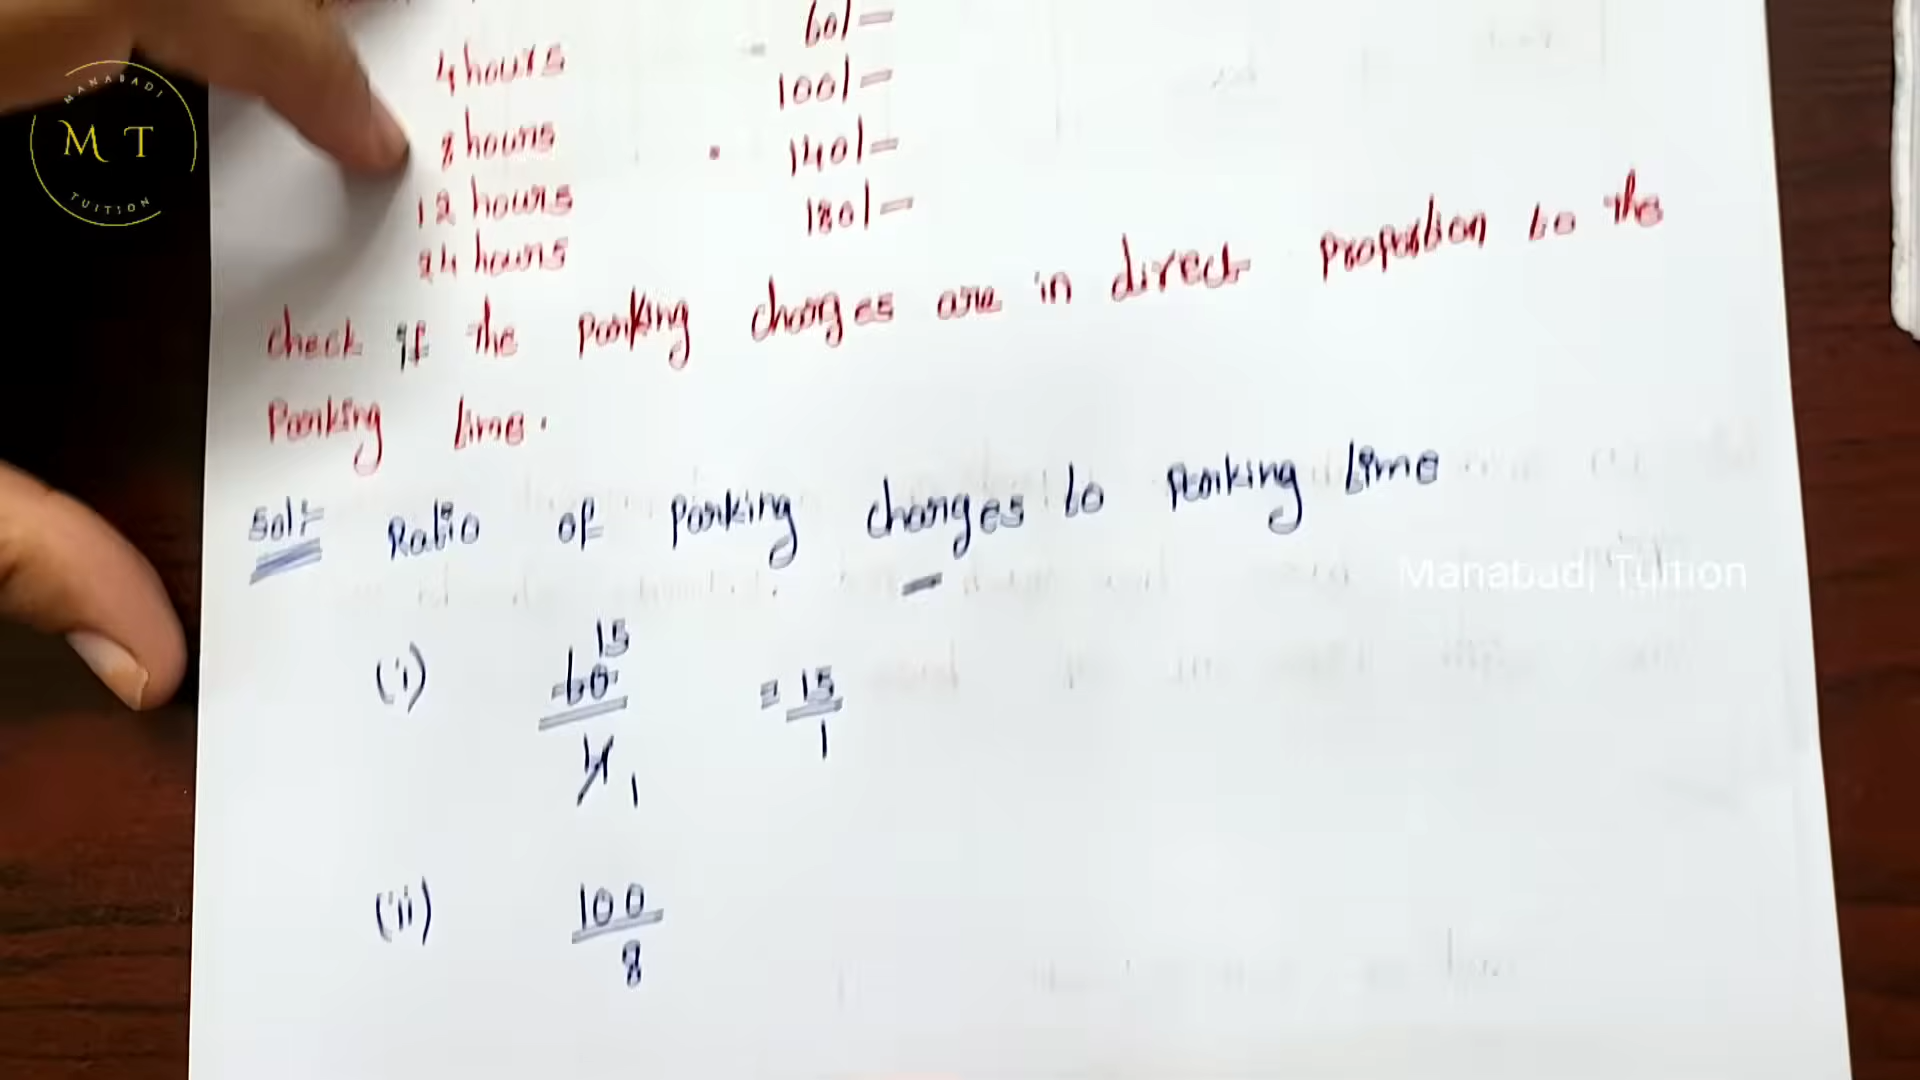 60/=
4 hours
100/=
8 hours
140/=
12 hours
180/=
24 hours
check if the parking charges are in direct proportion to the
parking time.
Sol:- Ratio of parking charges to parking time
(i) 60 15 / 4 1 = 15/1
(ii) 100/8
MANABADI
M T
TUITION
Manabadi Tuition